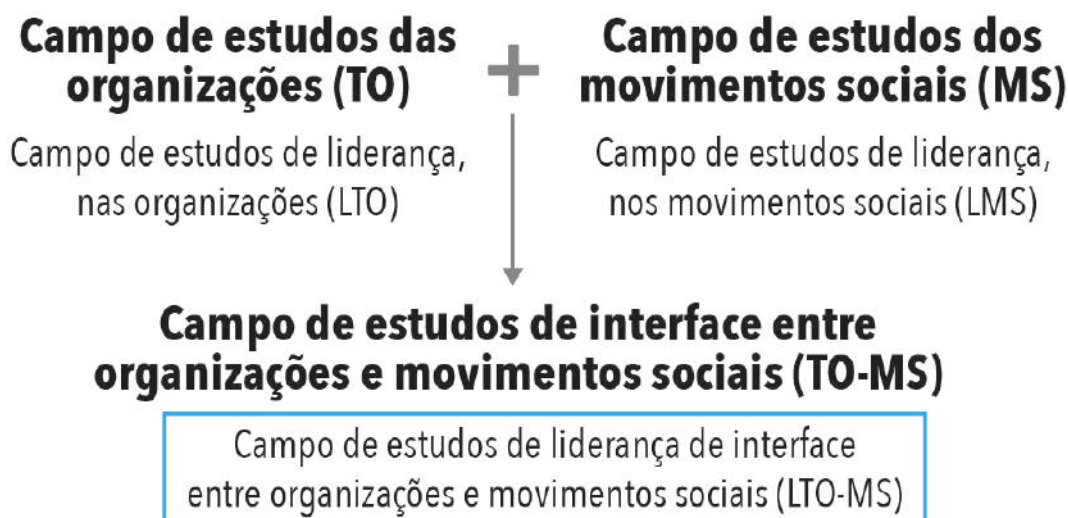 Campo de estudos das
organizações (TO)
+
Campo de estudos dos
movimentos sociais (MS)
Campo de estudos de liderança,
nas organizações (LTO)
Campo de estudos de liderança,
nos movimentos sociais (LMS)
Campo de estudos de interface entre
organizações e movimentos sociais (TO-MS)
Campo de estudos de liderança de interface
entre organizações e movimentos sociais (LTO-MS)